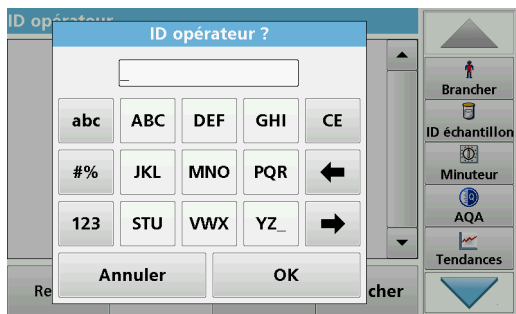 ID opérateur
ID opérateur ?
_
abc ABC DEF GHI CE
#% JKL MNO PQR
123 STU VWX YZ_
Annuler OK
Brancher
ID échantillon
Minuteur
AQA
Tendances